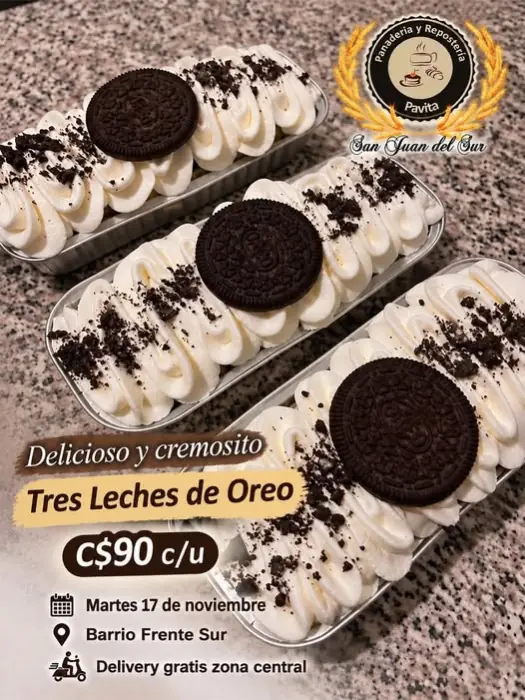 Panadería y Repostería
Pavita
San Juan del Sur
Delicioso y cremosito
Tres Leches de Oreo
C$90 c/u
Martes 17 de noviembre
Barrio Frente Sur
Delivery gratis zona central